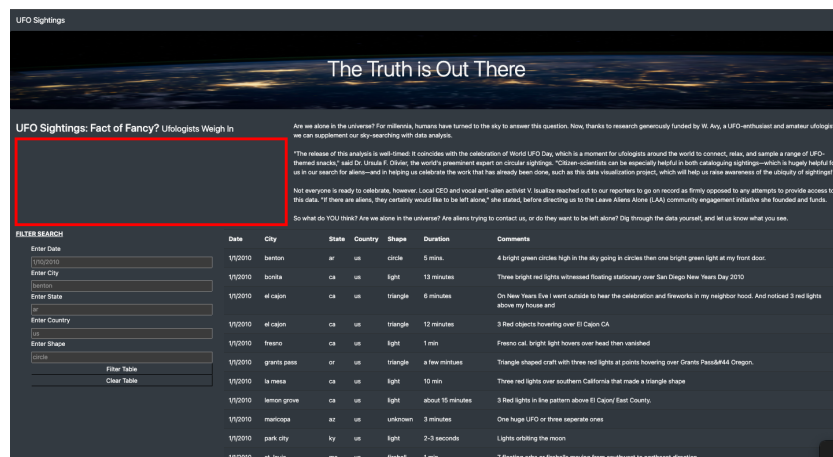 UFO Sightings
The Truth is Out There
UFO Sightings: Fact of Fancy? Ufologists Weigh In
Are we alone in the universe? For millennia, humans have turned to the sky to answer this question. Now, thanks to research generously funded by W. Avy, a UFO-enthusiast and amateur ufologis
we can supplement our sky-searching with data analysis.
"The release of this analysis is well-timed: It coincides with the celebration of World UFO Day, which is a moment for ufologists around the world to connect, relax, and sample a range of UFO-
themed snacks," said Dr. Ursula F. Olivier, the world's preeminent expert on circular sightings. "Citizen-scientists can be especially helpful in both cataloguing sightings—which is hugely helpful fo
us in our search for aliens—and in helping us celebrate the work that has already been done, such as this data visualization project, which will help us raise awareness of the ubiquity of sightings!
Not everyone is ready to celebrate, however. Local CEO and vocal anti-alien activist V. Isualize reached out to our reporters to go on record as firmly opposed to any attempts to provide access to
this data. "If there are aliens, they certainly would like to be left alone," she stated, before directing us to the Leave Aliens Alone (LAA) community engagement initiative she founded and funds.
So what do YOU think? Are we alone in the universe? Are aliens trying to contact us, or do they want to be left alone? Dig through the data yourself, and let us know what you see.
FILTER SEARCH
Enter Date
1/10/2010
Enter City
benton
Enter State
ar
Enter Country
us
Enter Shape
circle
Filter Table
Clear Table
Date City State Country Shape Duration Comments
1/1/2010 benton ar us circle 5 mins. 4 bright green circles high in the sky going in circles then one bright green light at my front door.
1/1/2010 bonita ca us light 13 minutes Three bright red lights witnessed floating stationary over San Diego New Years Day 2010
1/1/2010 el cajon ca us triangle 6 minutes On New Years Eve I went outside to hear the celebration and fireworks in my neighbor hood. And noticed 3 red lights
above my house and
1/1/2010 el cajon ca us triangle 12 minutes 3 Red objects hovering over El Cajon CA
1/1/2010 fresno ca us light 1 min Fresno cal. bright light hovers over head then vanished
1/1/2010 grants pass or us triangle a few mintues Triangle shaped craft with three red lights at points hovering over Grants Pass&#44 Oregon.
1/1/2010 la mesa ca us light 10 min Three red lights over southern California that made a triangle shape
1/1/2010 lemon grove ca us light about 15 minutes 3 Red lights in line pattern above El Cajon/ East County.
1/1/2010 maricopa az us unknown 3 minutes One huge UFO or three seperate ones
1/1/2010 park city ky us light 2-3 seconds Lights orbiting the moon